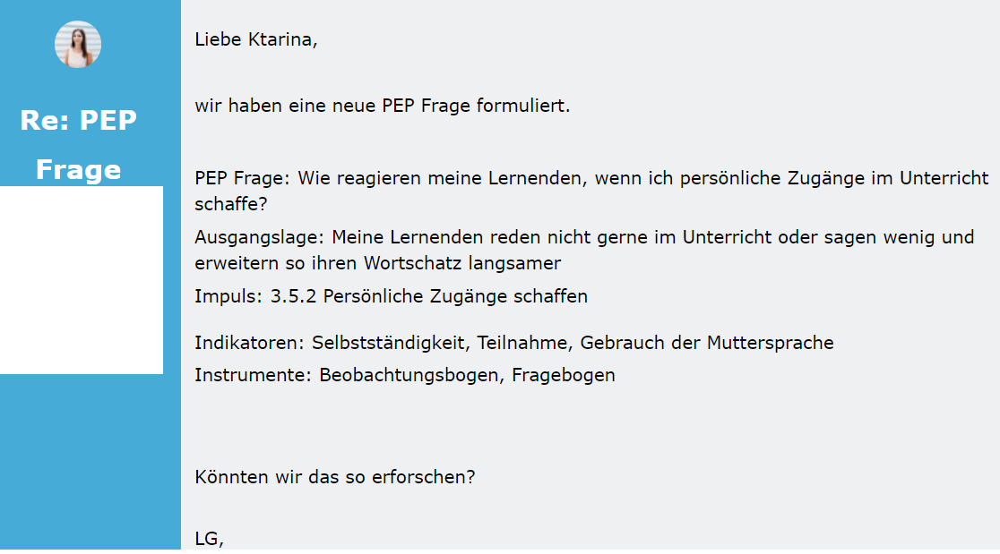 Re: PEP
Frage
Liebe Ktarina,
wir haben eine neue PEP Frage formuliert.
PEP Frage: Wie reagieren meine Lernenden, wenn ich persönliche Zugänge im Unterricht
schaffe?
Ausgangslage: Meine Lernenden reden nicht gerne im Unterricht oder sagen wenig und
erweitern so ihren Wortschatz langsamer
Impuls: 3.5.2 Persönliche Zugänge schaffen
Indikatoren: Selbstständigkeit, Teilnahme, Gebrauch der Muttersprache
Instrumente: Beobachtungsbogen, Fragebogen
Könnten wir das so erforschen?
LG,